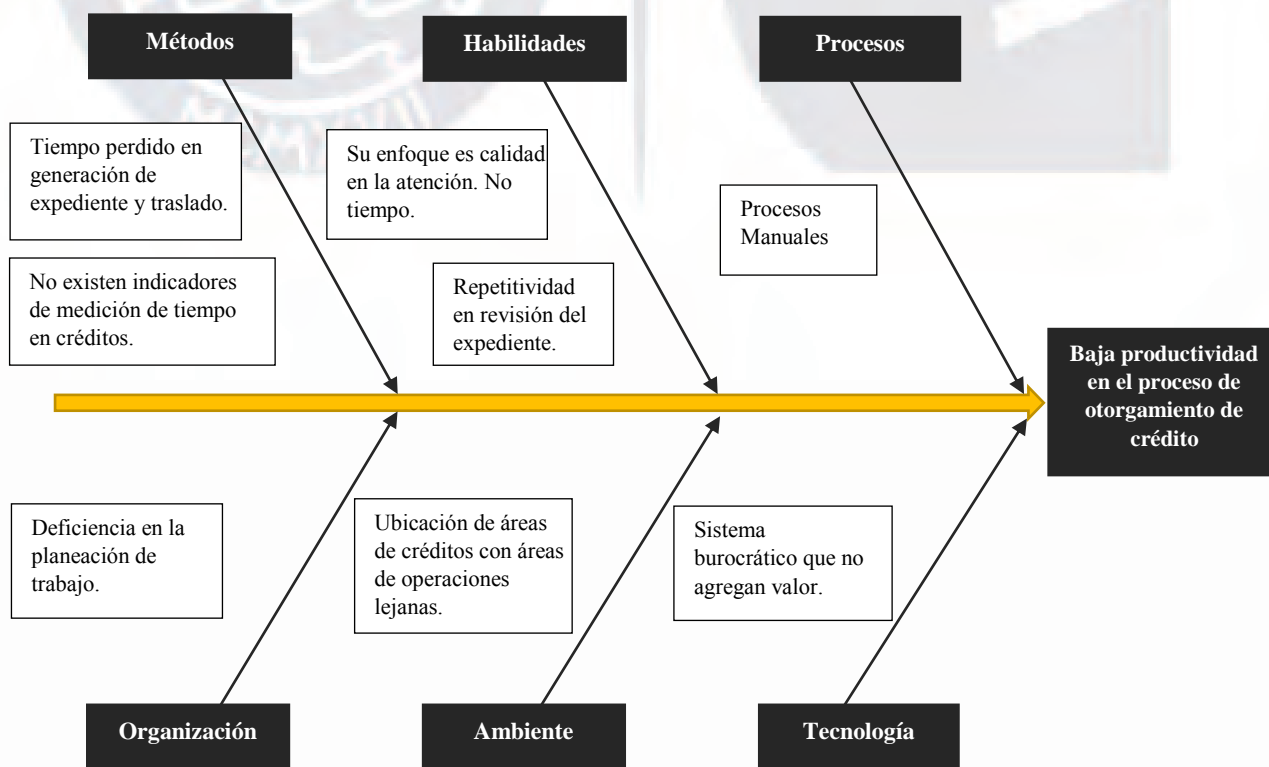 Métodos
Habilidades
Procesos
Tiempo perdido en
generación de
expediente y traslado.
Su enfoque es calidad
en la atención. No
tiempo.
Procesos
Manuales
No existen indicadores
de medición de tiempo
en créditos.
Repetitividad
en revisión del
expediente.
Baja productividad
en el proceso de
otorgamiento de
crédito
Deficiencia en la
planeación de
trabajo.
Ubicación de áreas
de créditos con áreas
de operaciones
lejanas.
Sistema
burocrático que no
agregan valor.
Organización
Ambiente
Tecnología